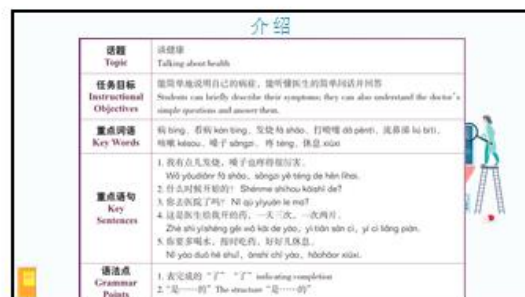 介绍
话题
Topic
谈健康
Talking about health
任务目标
Instructional
Objectives
能简单地说明自己的病症，能听懂医生的简单问话并回答
Students can briefly describe their symptoms; they can also understand the doctor's
simple questions and answer them.
重点词语
Key Words
病 bìng、看病 kàn bìng、发烧 fā shāo、打喷嚏 dǎ pēntì、流鼻涕 liú bítì、
咳嗽 késou、嗓子 sǎngzi、疼 téng、休息 xiūxi
重点语句
Key
Sentences
1. 我有点儿发烧，嗓子也疼得很厉害。
Wǒ yǒudiǎnr fā shāo, sǎngzi yě téng de hěn lìhai.
2. 什么时候开始的？ Shénme shíhou kāishǐ de?
3. 你去医院了吗？ Nǐ qù yīyuàn le ma?
4. 这是医生给我开的药，一天三次，一次两片。
Zhè shì yīshēng gěi wǒ kāi de yào, yì tiān sān cì, yí cì liǎng piàn.
5. 你要多喝水，按时吃药，好好儿休息。
Nǐ yào duō hē shuǐ, ànshí chī yào, hǎohāor xiūxi.
语法点
Grammar
Points
1. 表完成的“了” “了” indicating completion
2. “是……的” The structure “是……的”